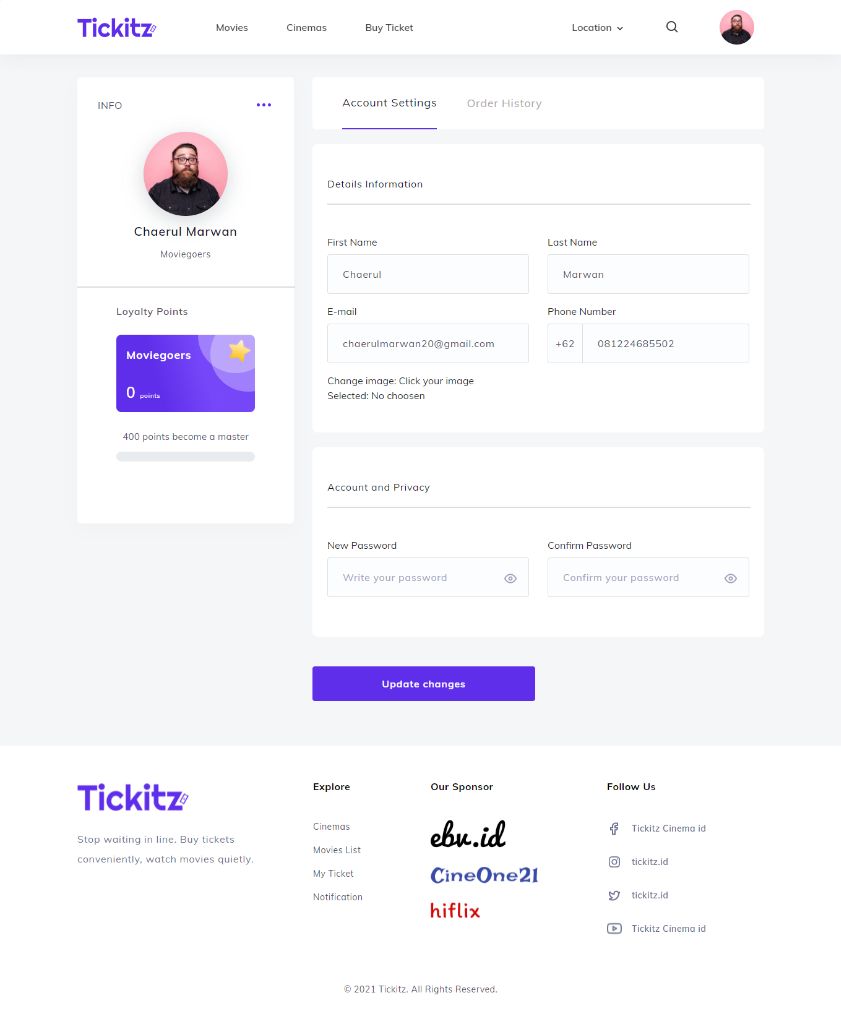 Tickitz
Movies
Cinemas
Buy Ticket
Location
INFO
Chaerul Marwan
Moviegoers
Loyalty Points
Moviegoers
0 points
400 points become a master
Account Settings
Order History
Details Information
First Name
Chaerul
Last Name
Marwan
E-mail
chaerulmarwan20@gmail.com
Phone Number
+62
081224685502
Change image: Click your image
Selected: No choosen
Account and Privacy
New Password
Write your password
Confirm Password
Confirm your password
Update changes
Tickitz
Stop waiting in line. Buy tickets
conveniently, watch movies quietly.
Explore
Cinemas
Movies List
My Ticket
Notification
Our Sponsor
ebv.id
CineOne21
hiflix
Follow Us
Tickitz Cinema id
tickitz.id
tickitz.id
Tickitz Cinema id
© 2021 Tickitz. All Rights Reserved.